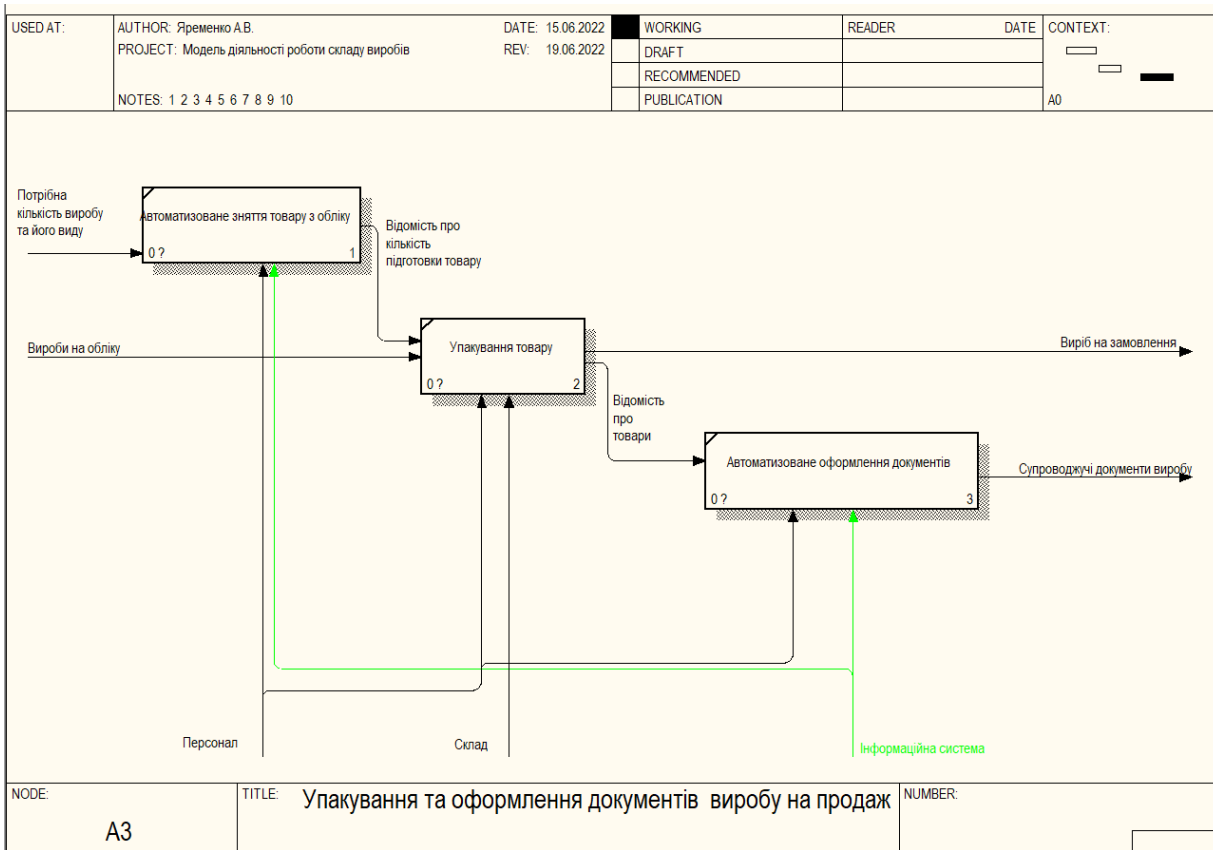 USED AT:
AUTHOR: Яременко А.В.
DATE: 15.06.2022
WORKING
READER
DATE
CONTEXT:
PROJECT: Модель діяльності роботи складу виробів
REV: 19.06.2022
DRAFT
RECOMMENDED
NOTES: 1 2 3 4 5 6 7 8 9 10
PUBLICATION
A0
Потрібна
кількість виробу
та його виду
Автоматизоване зняття товару з обліку
0 ?
1
Відомість про
кількість
підготовки товару
Вироби на обліку
Упакування товару
0 ?
2
Виріб на замовлення
Відомість
про
товари
Автоматизоване оформлення документів
0 ?
3
Супроводжучі документи виробу
Персонал
Склад
Інформаційна система
NODE:
A3
TITLE:
Упакування та оформлення документів виробу на продаж
NUMBER: